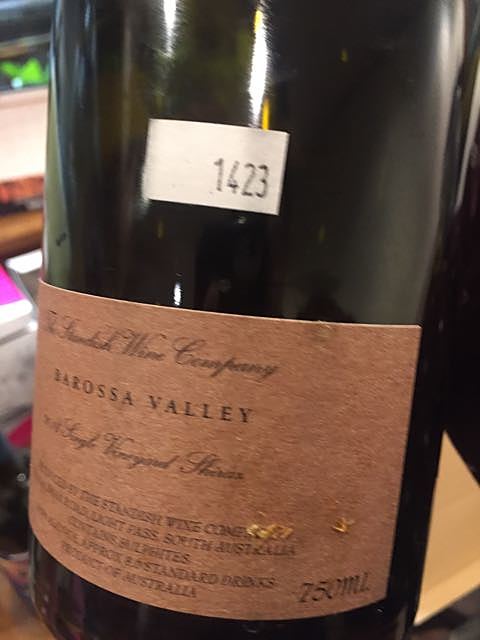 1423
The Standish Wine Company
BAROSSA VALLEY
Single Vineyard Shiraz
BY THE STANDISH WINE
LIGHT PASS. SOUTH AUSTRALIA
CONTAINS SULPHITES
APPROX 8.9 STANDARD DRINKS
PRODUCT OF AUSTRALIA
750mL